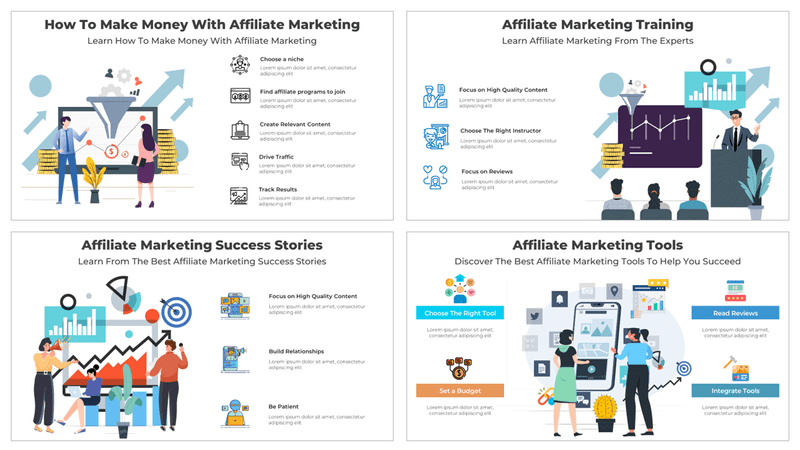 How To Make Money With Affiliate Marketing
Learn How To Make Money With Affiliate Marketing
Choose a niche
Lorem ipsum dolor sit amet, consectetur
adipiscing elit
Find affiliate programs to join
Lorem ipsum dolor sit amet, consectetur
adipiscing elit
Create Relevant Content
Lorem ipsum dolor sit amet, consectetur
adipiscing elit
Drive Traffic
Lorem ipsum dolor sit amet, consectetur
adipiscing elit
Track Results
Lorem ipsum dolor sit amet, consectetur
adipiscing elit
Affiliate Marketing Training
Learn Affiliate Marketing From The Experts
Focus on High Quality Content
Lorem ipsum dolor sit amet, consectetur
adipiscing elit
Choose The Right Instructor
Lorem ipsum dolor sit amet, consectetur
adipiscing elit
Focus on Reviews
Lorem ipsum dolor sit amet, consectetur
adipiscing elit
Affiliate Marketing Success Stories
Learn From The Best Affiliate Marketing Success Stories
Focus on High Quality Content
Lorem ipsum dolor sit amet, consectetur
adipiscing elit
Build Relationships
Lorem ipsum dolor sit amet, consectetur
adipiscing elit
Be Patient
Lorem ipsum dolor sit amet, consectetur
adipiscing elit
Affiliate Marketing Tools
Discover The Best Affiliate Marketing Tools To Help You Succeed
Choose The Right Tool
Lorem ipsum dolor sit amet,
consectetur adipiscing elit
Set a Budget
Lorem ipsum dolor sit amet,
consectetur adipiscing elit
Read Reviews
Lorem ipsum dolor sit amet,
consectetur adipiscing elit
Integrate Tools
Lorem ipsum dolor sit amet,
consectetur adipiscing elit